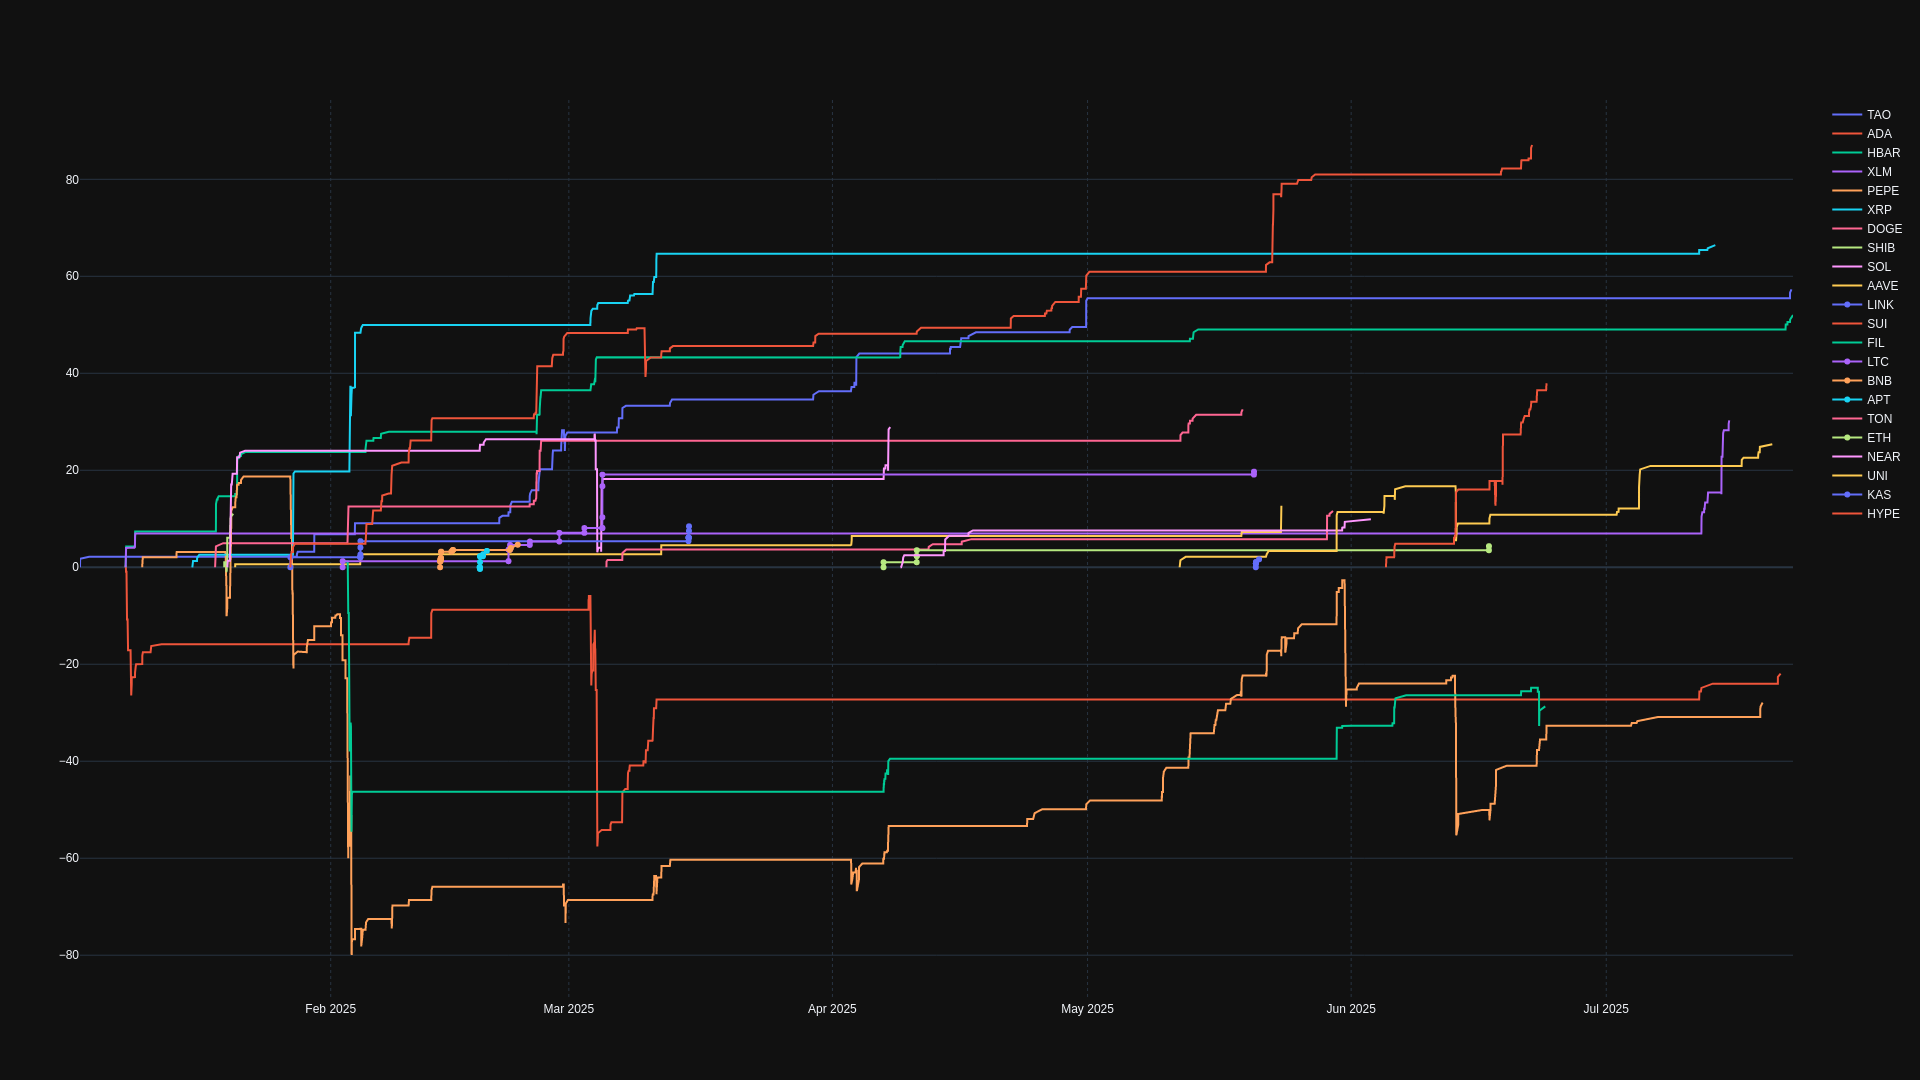 80
60
40
20
0
−20
−40
−60
−80
Feb 2025
Mar 2025
Apr 2025
May 2025
Jun 2025
Jul 2025
TAO
ADA
HBAR
XLM
PEPE
XRP
DOGE
SHIB
SOL
AAVE
LINK
SUI
FIL
LTC
BNB
APT
TON
ETH
NEAR
UNI
KAS
HYPE